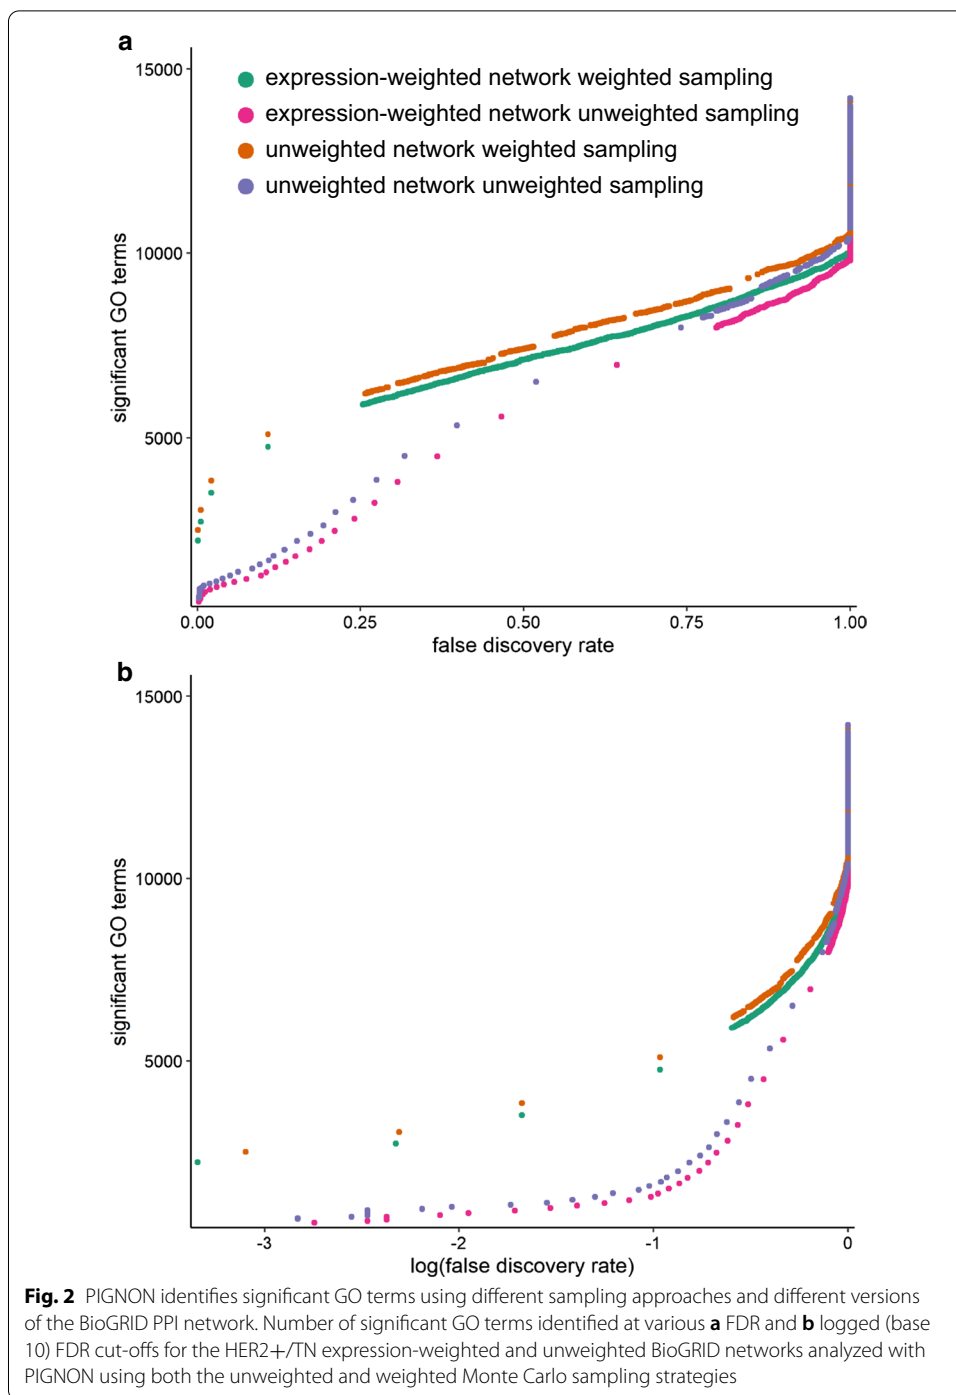 a
15000
10000
5000
significant GO terms
expression-weighted network weighted sampling
expression-weighted network unweighted sampling
unweighted network weighted sampling
unweighted network unweighted sampling
0.00 0.25 0.50 0.75 1.00
false discovery rate
b
15000
10000
5000
significant GO terms
-3 -2 -1 0
log(false discovery rate)
Fig. 2 PIGNON identifies significant GO terms using different sampling approaches and different versions
of the BioGRID PPI network. Number of significant GO terms identified at various a FDR and b logged (base
10) FDR cut-offs for the HER2+/TN expression-weighted and unweighted BioGRID networks analyzed with
PIGNON using both the unweighted and weighted Monte Carlo sampling strategies